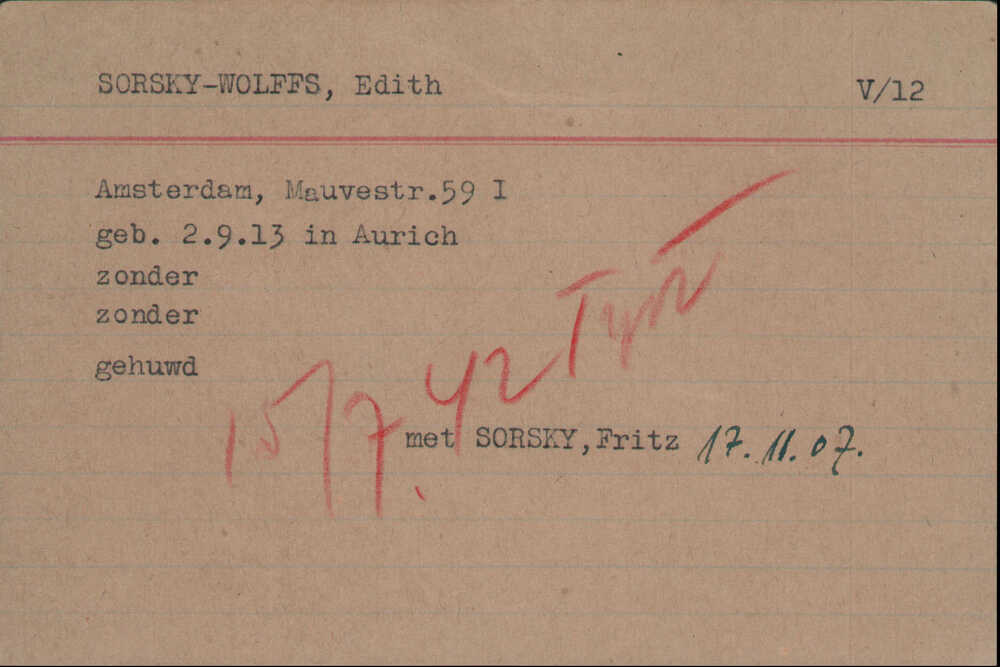 SORSKY-WOLFFS, Edith V/12
Amsterdam, Mauvestr.59 I
geb. 2.9.13 in Aurich
zonder
zonder
gehuwd
15/7.42
met SORSKY,Fritz 17.11.07.